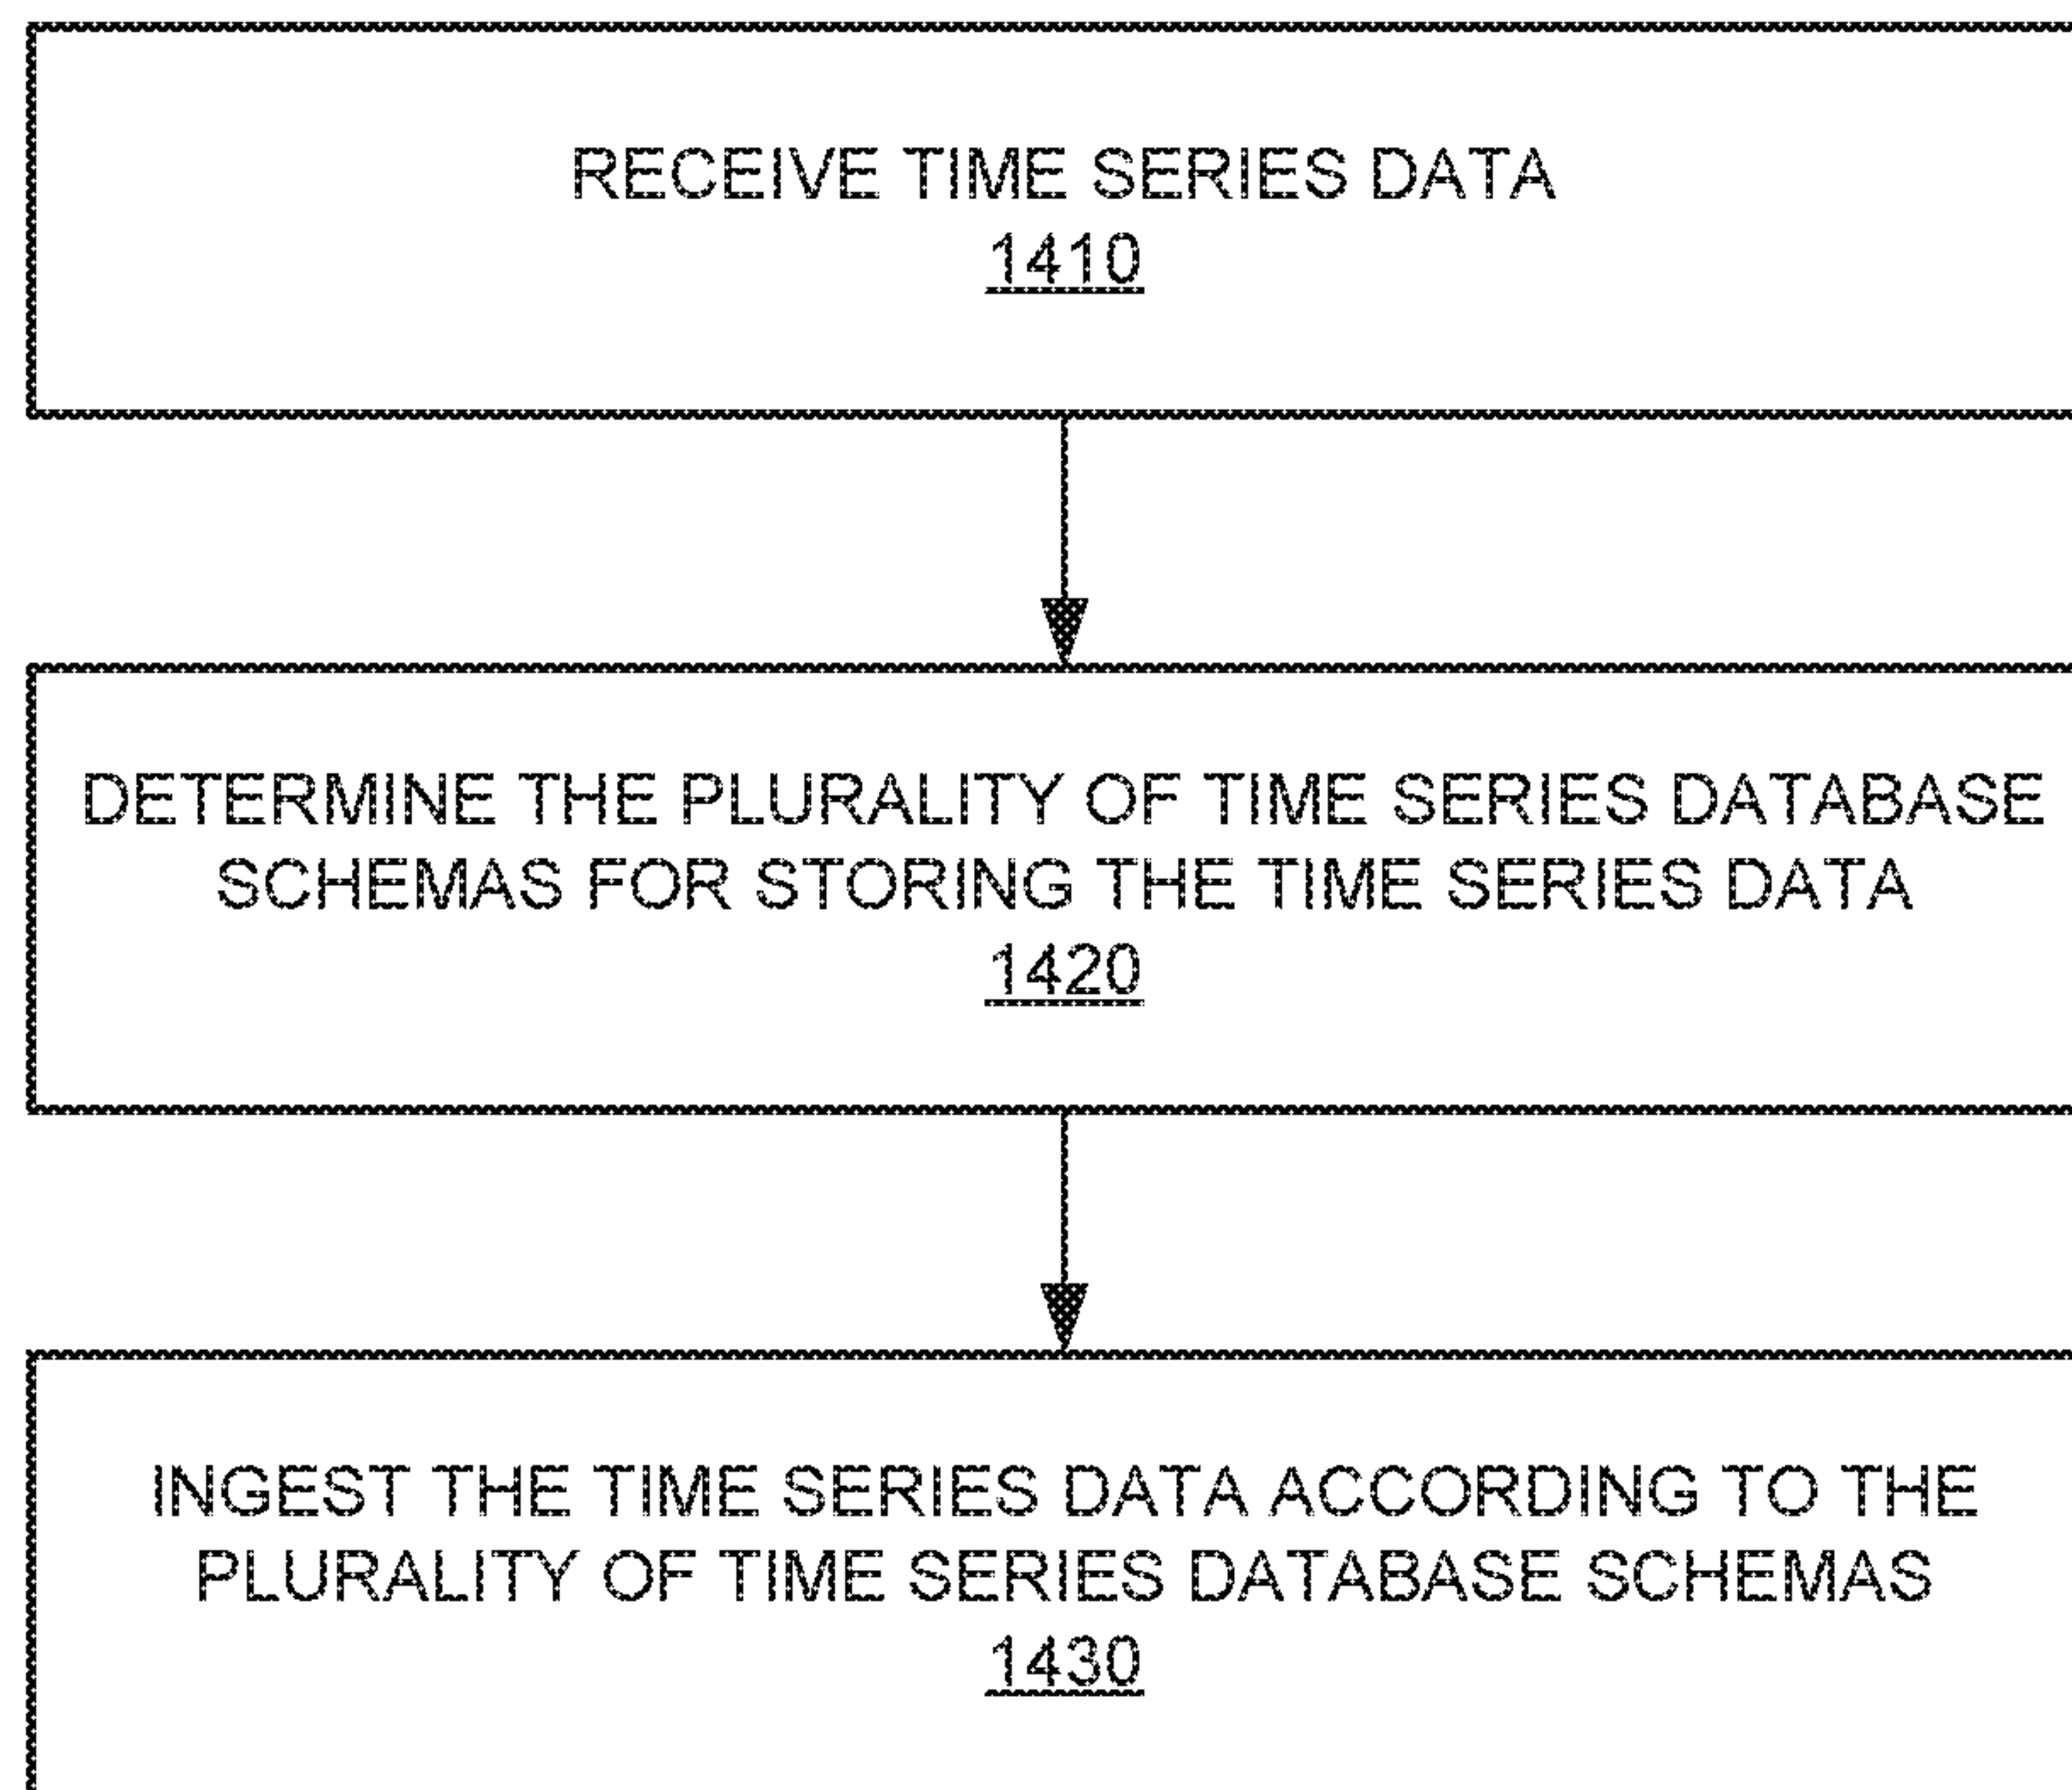 RECEIVE TIME SERIES DATA
1410
DETERMINE THE PLURALITY OF TIME SERIES DATABASE
SCHEMAS FOR STORING THE TIME SERIES DATA
1420
INGEST THE TIME SERIES DATA ACCORDING TO THE
PLURALITY OF TIME SERIES DATABASE SCHEMAS
1430